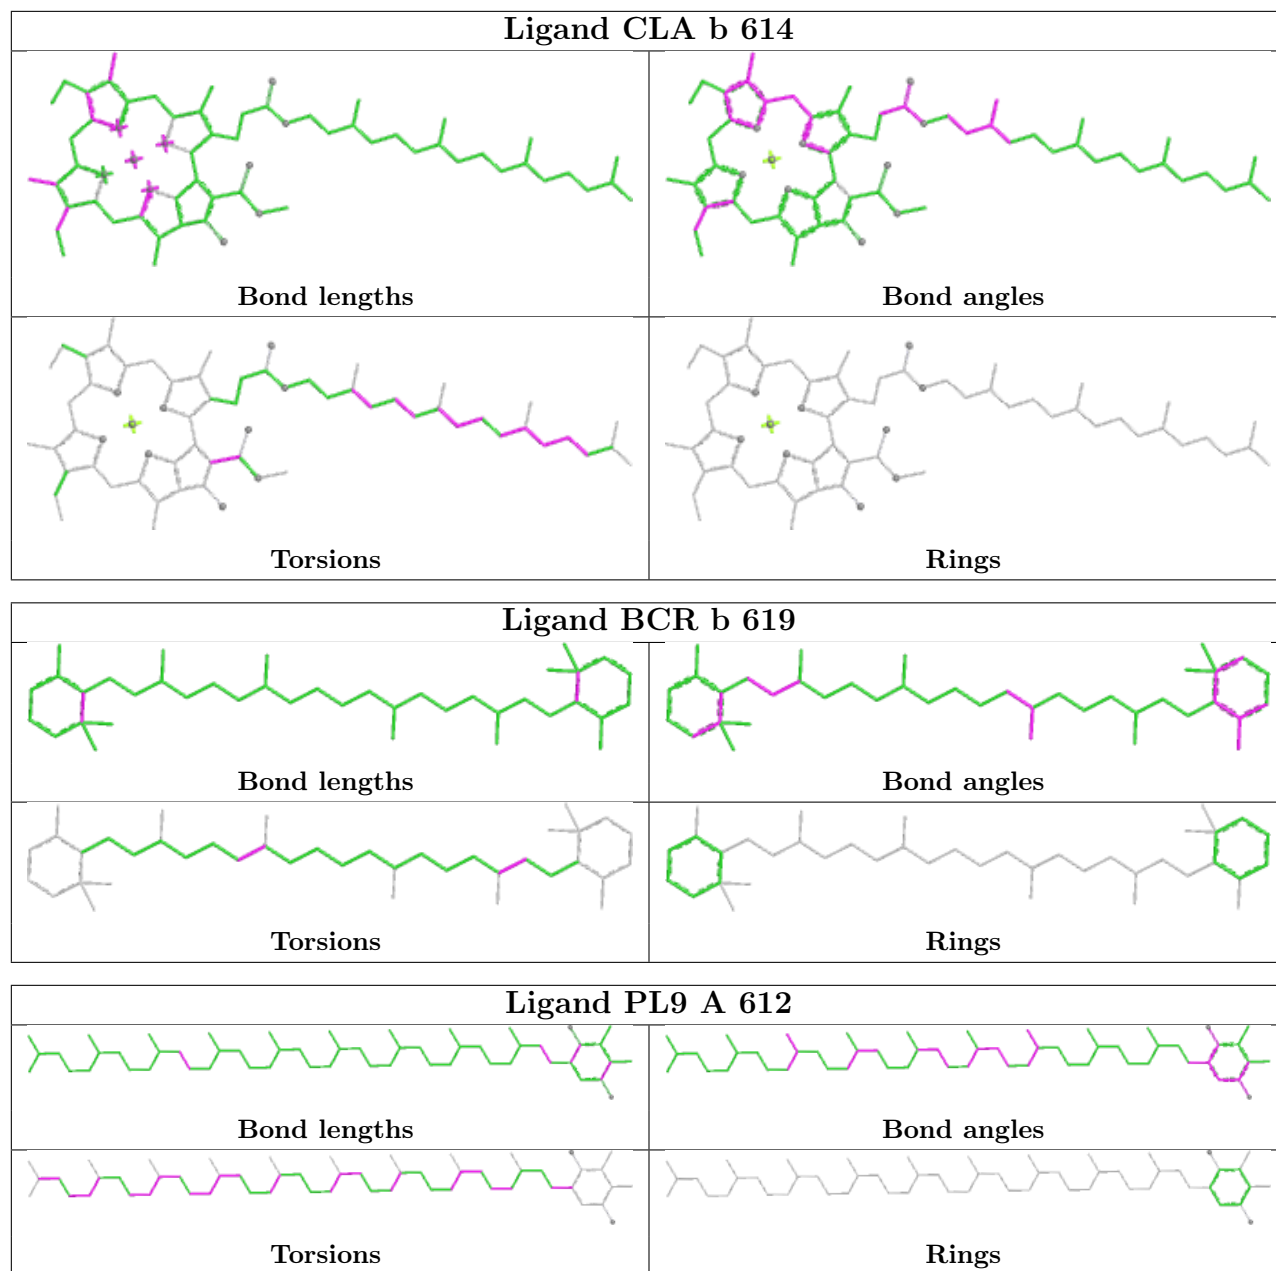 Ligand CLA b 614
Bond lengths
Bond angles
Torsions
Rings
Ligand BCR b 619
Bond lengths
Bond angles
Torsions
Rings
Ligand PL9 A 612
Bond lengths
Bond angles
Torsions
Rings